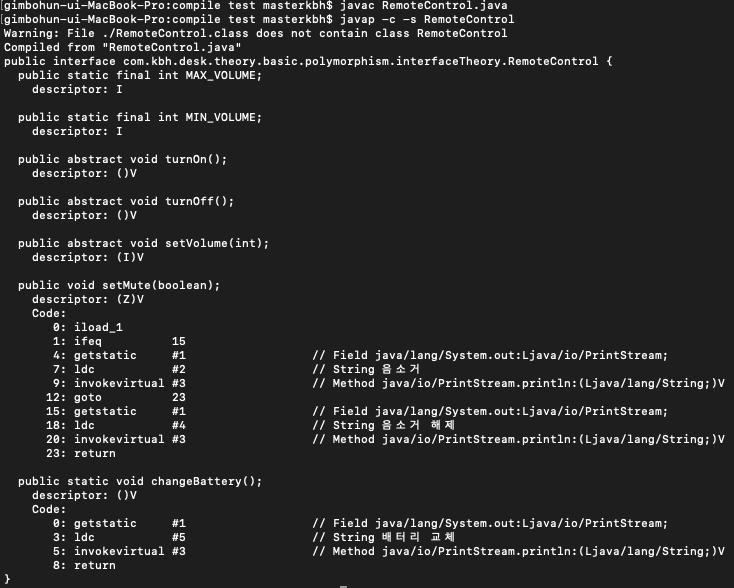 [gimbohun-ui-MacBook-Pro:compile test masterkbh$ javac RemoteControl.java
[gimbohun-ui-MacBook-Pro:compile test masterkbh$ javap -c -s RemoteControl
Warning: File ./RemoteControl.class does not contain class RemoteControl
Compiled from "RemoteControl.java"
public interface com.kbh.desk.theory.basic.polymorphism.interfaceTheory.RemoteControl {
  public static final int MAX_VOLUME;
    descriptor: I

  public static final int MIN_VOLUME;
    descriptor: I

  public abstract void turnOn();
    descriptor: ()V

  public abstract void turnOff();
    descriptor: ()V

  public abstract void setVolume(int);
    descriptor: (I)V

  public void setMute(boolean);
    descriptor: (Z)V
    Code:
       0: iload_1
       1: ifeq          15
       4: getstatic     #1                  // Field java/lang/System.out:Ljava/io/PrintStream;
       7: ldc           #2                  // String 음소거
       9: invokevirtual #3                  // Method java/io/PrintStream.println:(Ljava/lang/String;)V
      12: goto          23
      15: getstatic     #1                  // Field java/lang/System.out:Ljava/io/PrintStream;
      18: ldc           #4                  // String 음소거 해제
      20: invokevirtual #3                  // Method java/io/PrintStream.println:(Ljava/lang/String;)V
      23: return

  public static void changeBattery();
    descriptor: ()V
    Code:
       0: getstatic     #1                  // Field java/lang/System.out:Ljava/io/PrintStream;
       3: ldc           #5                  // String 배터리 교체
       5: invokevirtual #3                  // Method java/io/PrintStream.println:(Ljava/lang/String;)V
       8: return
}